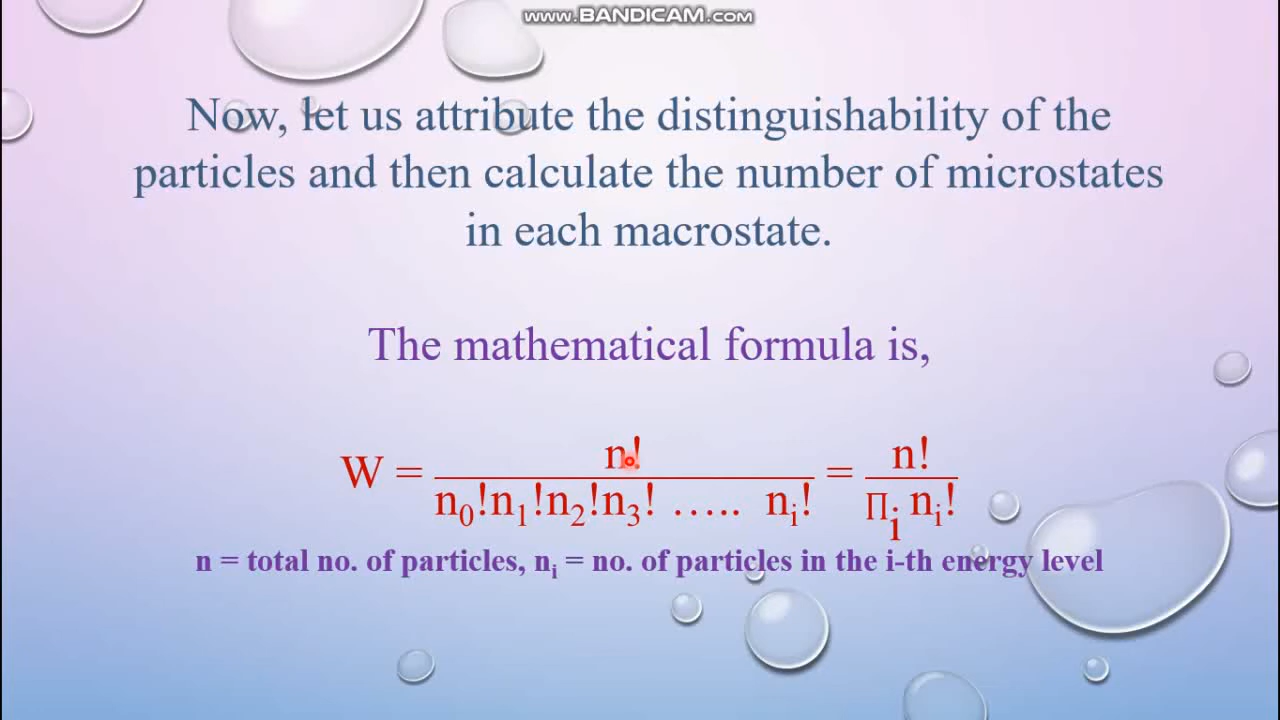 www.BANDICAM.com
Now, let us attribute the distinguishability of the
particles and then calculate the number of microstates
in each macrostate.
The mathematical formula is,
W = n! / n₀!n₁!n₂!n₃! ….. nᵢ! = n! / ∏ᵢ nᵢ!
n = total no. of particles, nᵢ = no. of particles in the i-th energy level